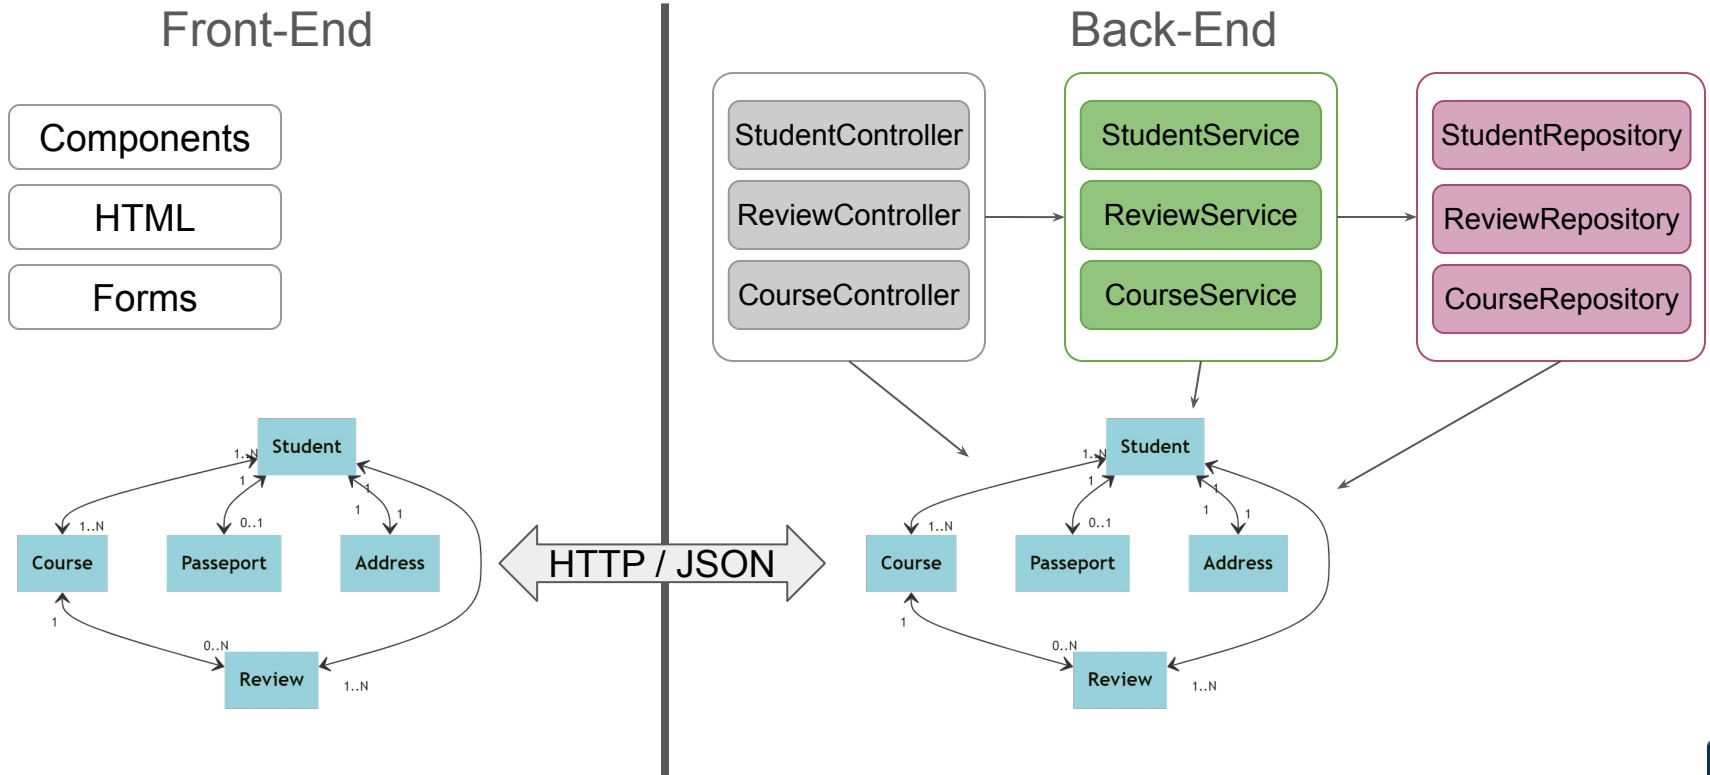 Front-End
Back-End
Components
HTML
Forms
StudentController
ReviewController
CourseController
StudentService
ReviewService
CourseService
StudentRepository
ReviewRepository
CourseRepository
Student
1..N
1
1
1..N
0..1
1
1
Course
Passeport
Address
1
0..N
Review
1..N
HTTP / JSON
Student
1..N
1
1
1..N
0..1
1
1
Course
Passeport
Address
1
0..N
Review
1..N